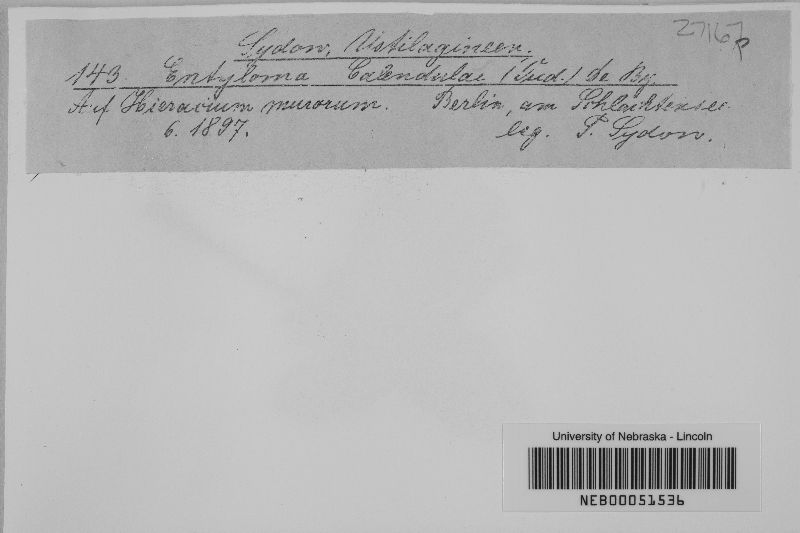 27167
P
Sydow, Ustilagineen.
143. Entyloma Calendulae (Oud.) de By.
Auf Hieracium murorum. Berlin, am Schlachtensee
6. 1897. leg. P. Sydow.
University of Nebraska - Lincoln
NEB00051536